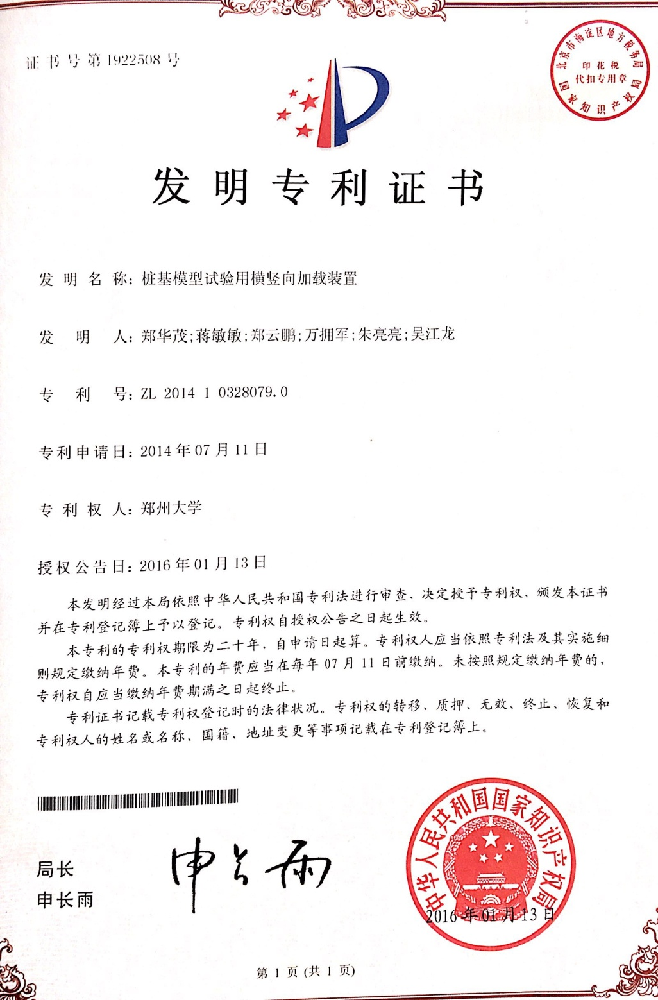 证书号第1922508号
北京市海淀区地方税务局
印花税
代扣专用章
国家知识产权局
发明专利证书
发明名称：桩基模型试验用横竖向加载装置
发明人：郑华茂;蒋敏敏;郑云鹏;万拥军;朱亮亮;吴江龙
专利号：ZL 2014 1 0328079.0
专利申请日：2014年07月11日
专利权人：郑州大学
授权公告日：2016年01月13日
本发明经过本局依照中华人民共和国专利法进行审查，决定授予专利权，颁发本证书
并在专利登记簿上予以登记。专利权自授权公告之日起生效。
本专利的专利权期限为二十年，自申请日起算。专利权人应当依照专利法及其实施细
则规定缴纳年费。本专利的年费应当在每年07月11日前缴纳。未按照规定缴纳年费的，
专利权自应当缴纳年费期满之日起终止。
专利证书记载专利权登记时的法律状况。专利权的转移、质押、无效、终止、恢复和
专利权人的姓名或名称、国籍、地址变更等事项记载在专利登记簿上。
局长
申长雨
申长雨
中华人民共和国国家知识产权局
2016年01月13日
第1页(共1页)